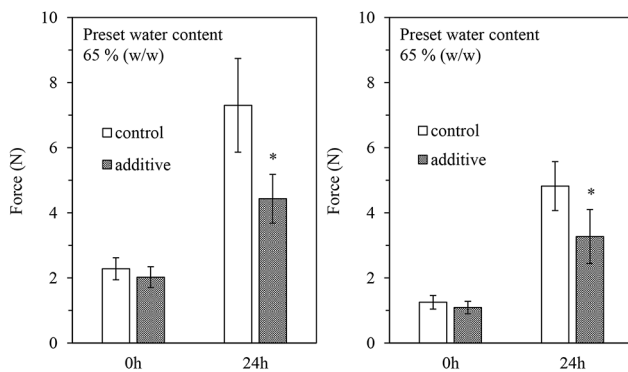 10
8
6
4
2
0
Force (N)
Preset water content
65 % (w/w)
control
additive
*
0h
24h
10
8
6
4
2
0
Force (N)
Preset water content
65 % (w/w)
control
additive
*
0h
24h